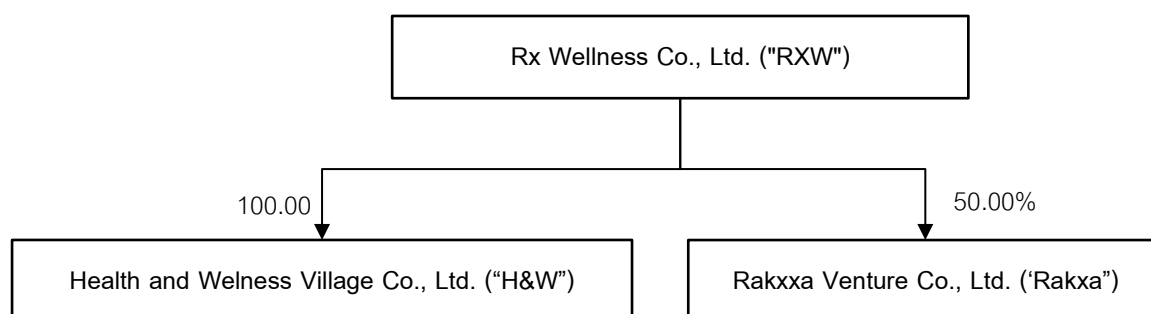 Rx Wellness Co., Ltd. ("RXW")
100.00
50.00%
Health and Welness Village Co., Ltd. (“H&W”)
Rakxxa Venture Co., Ltd. (‘Rakxa”)